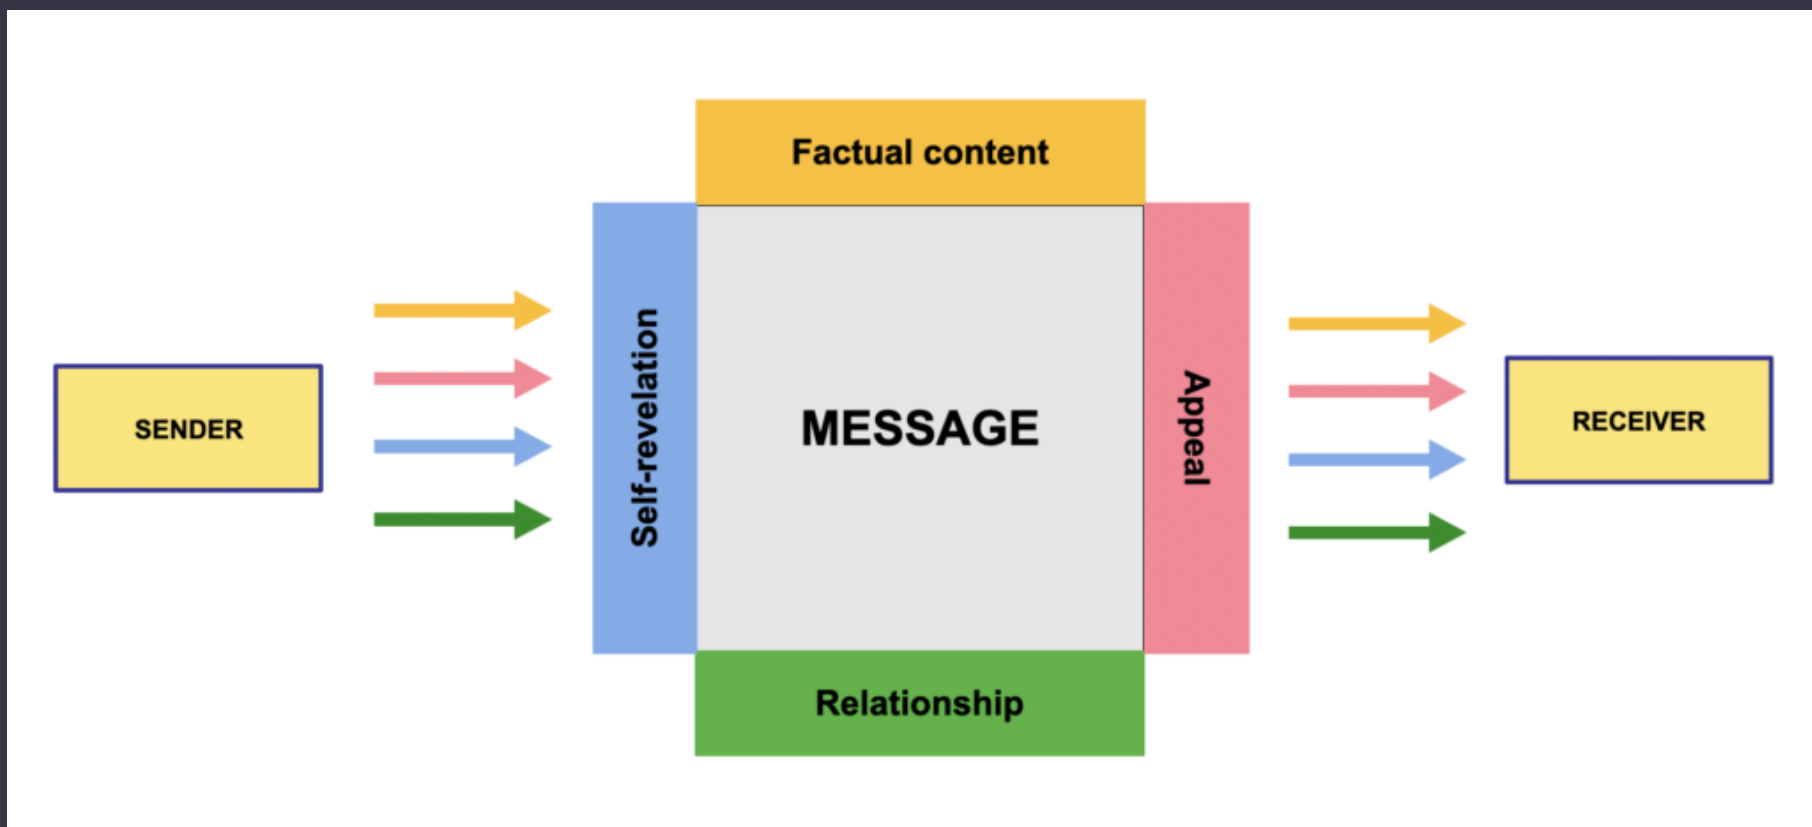 Factual content
SENDER
Self-revelation
MESSAGE
Appeal
RECEIVER
Relationship